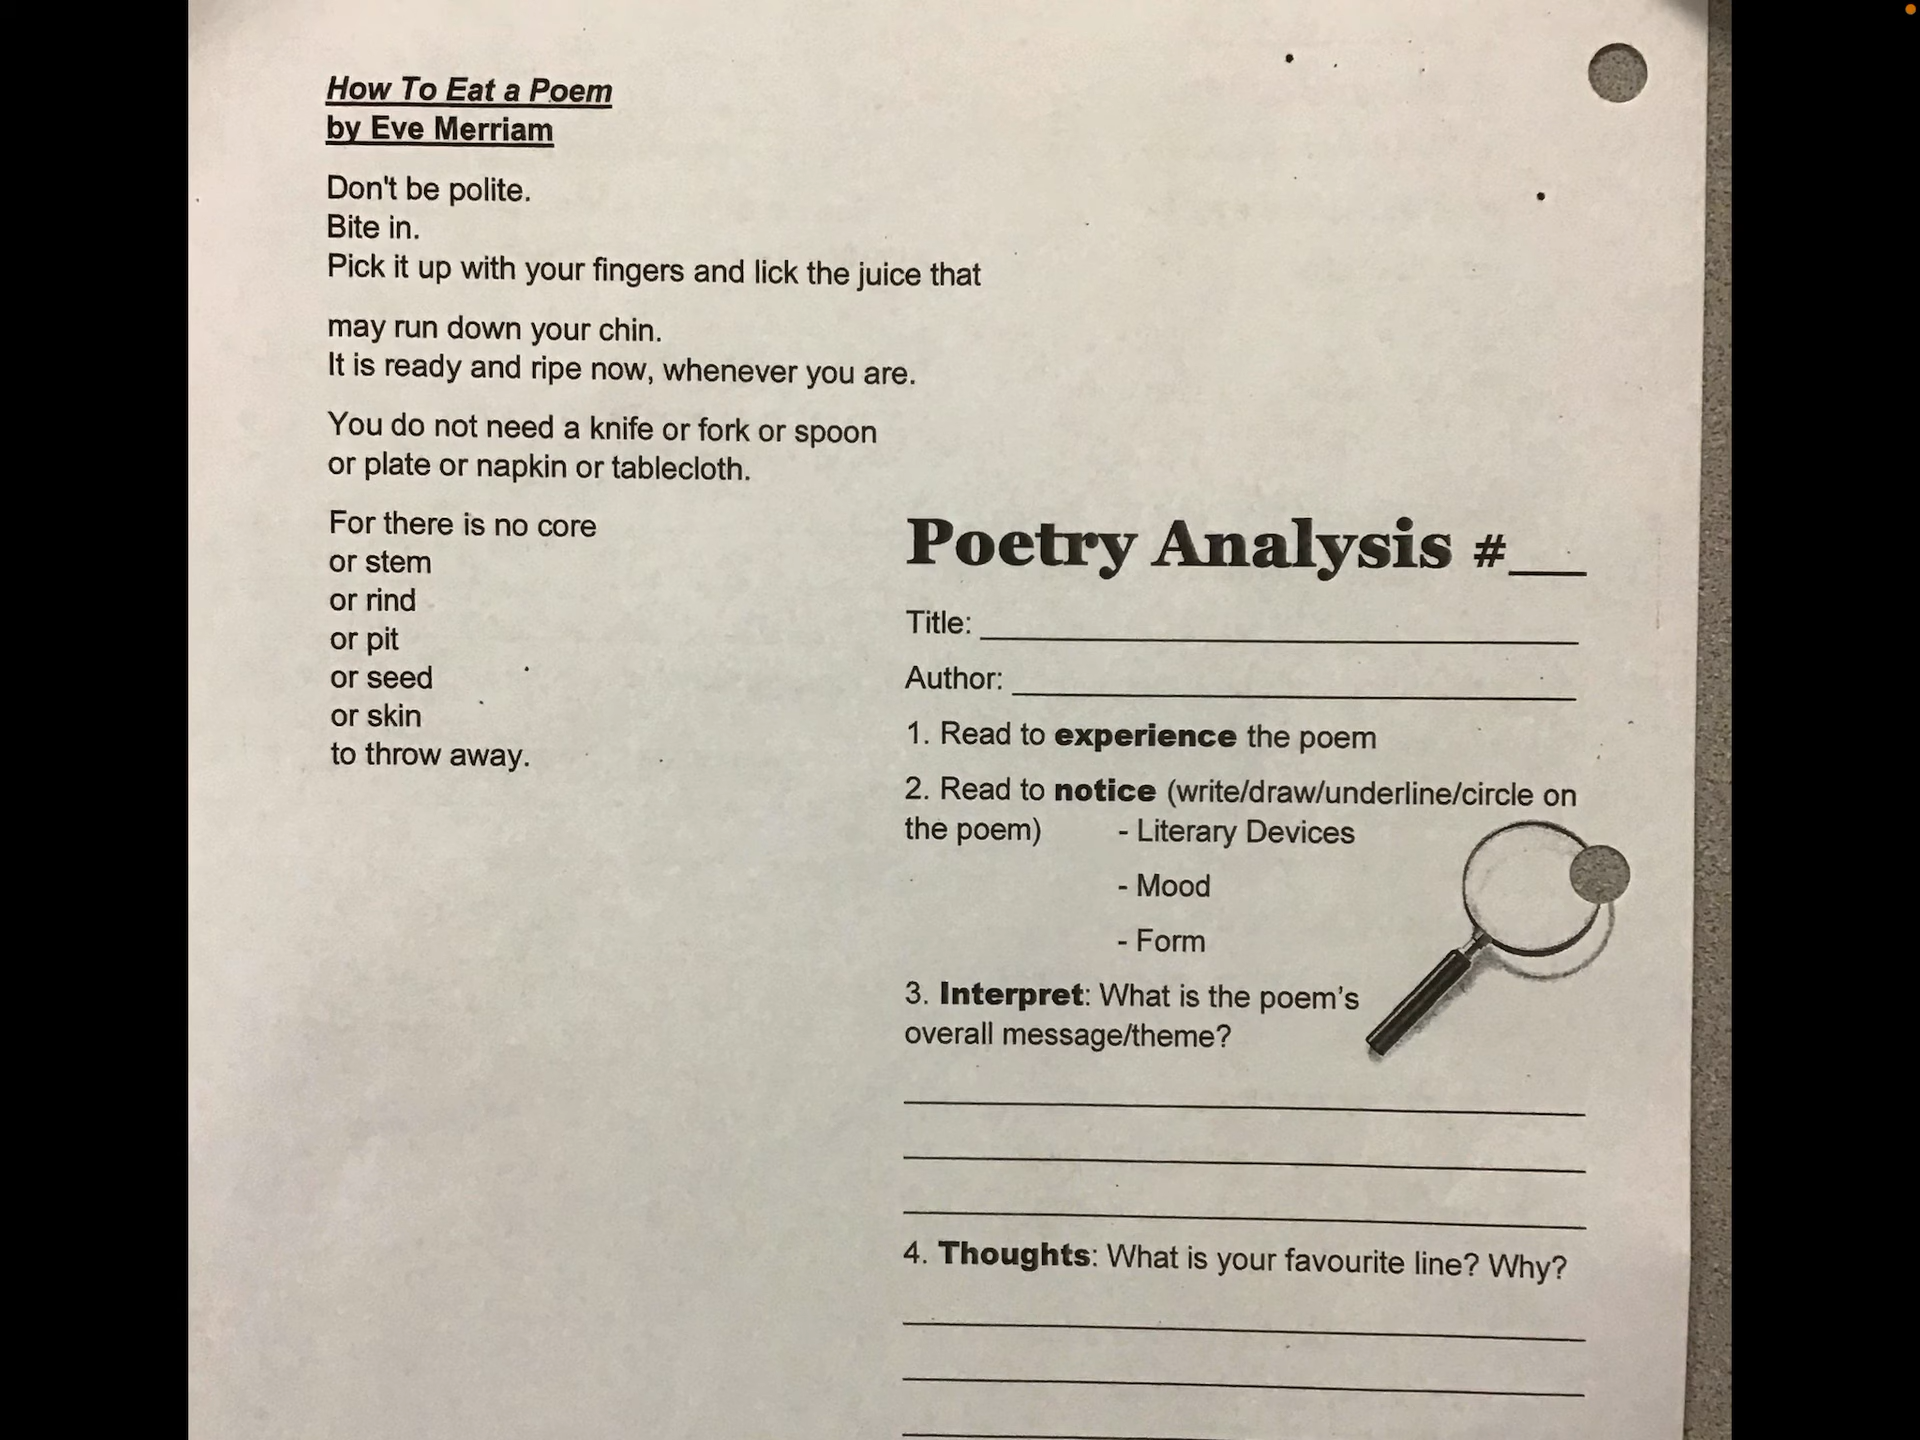 How To Eat a Poem
by Eve Merriam
Don't be polite.
Bite in.
Pick it up with your fingers and lick the juice that
may run down your chin.
It is ready and ripe now, whenever you are.
You do not need a knife or fork or spoon
or plate or napkin or tablecloth.
For there is no core
or stem
or rind
or pit
or seed
or skin
to throw away.
Poetry Analysis #___
Title: ___
Author: ___
1. Read to experience the poem
2. Read to notice (write/draw/underline/circle on
the poem) - Literary Devices
- Mood
- Form
3. Interpret: What is the poem's
overall message/theme?
4. Thoughts: What is your favourite line? Why?